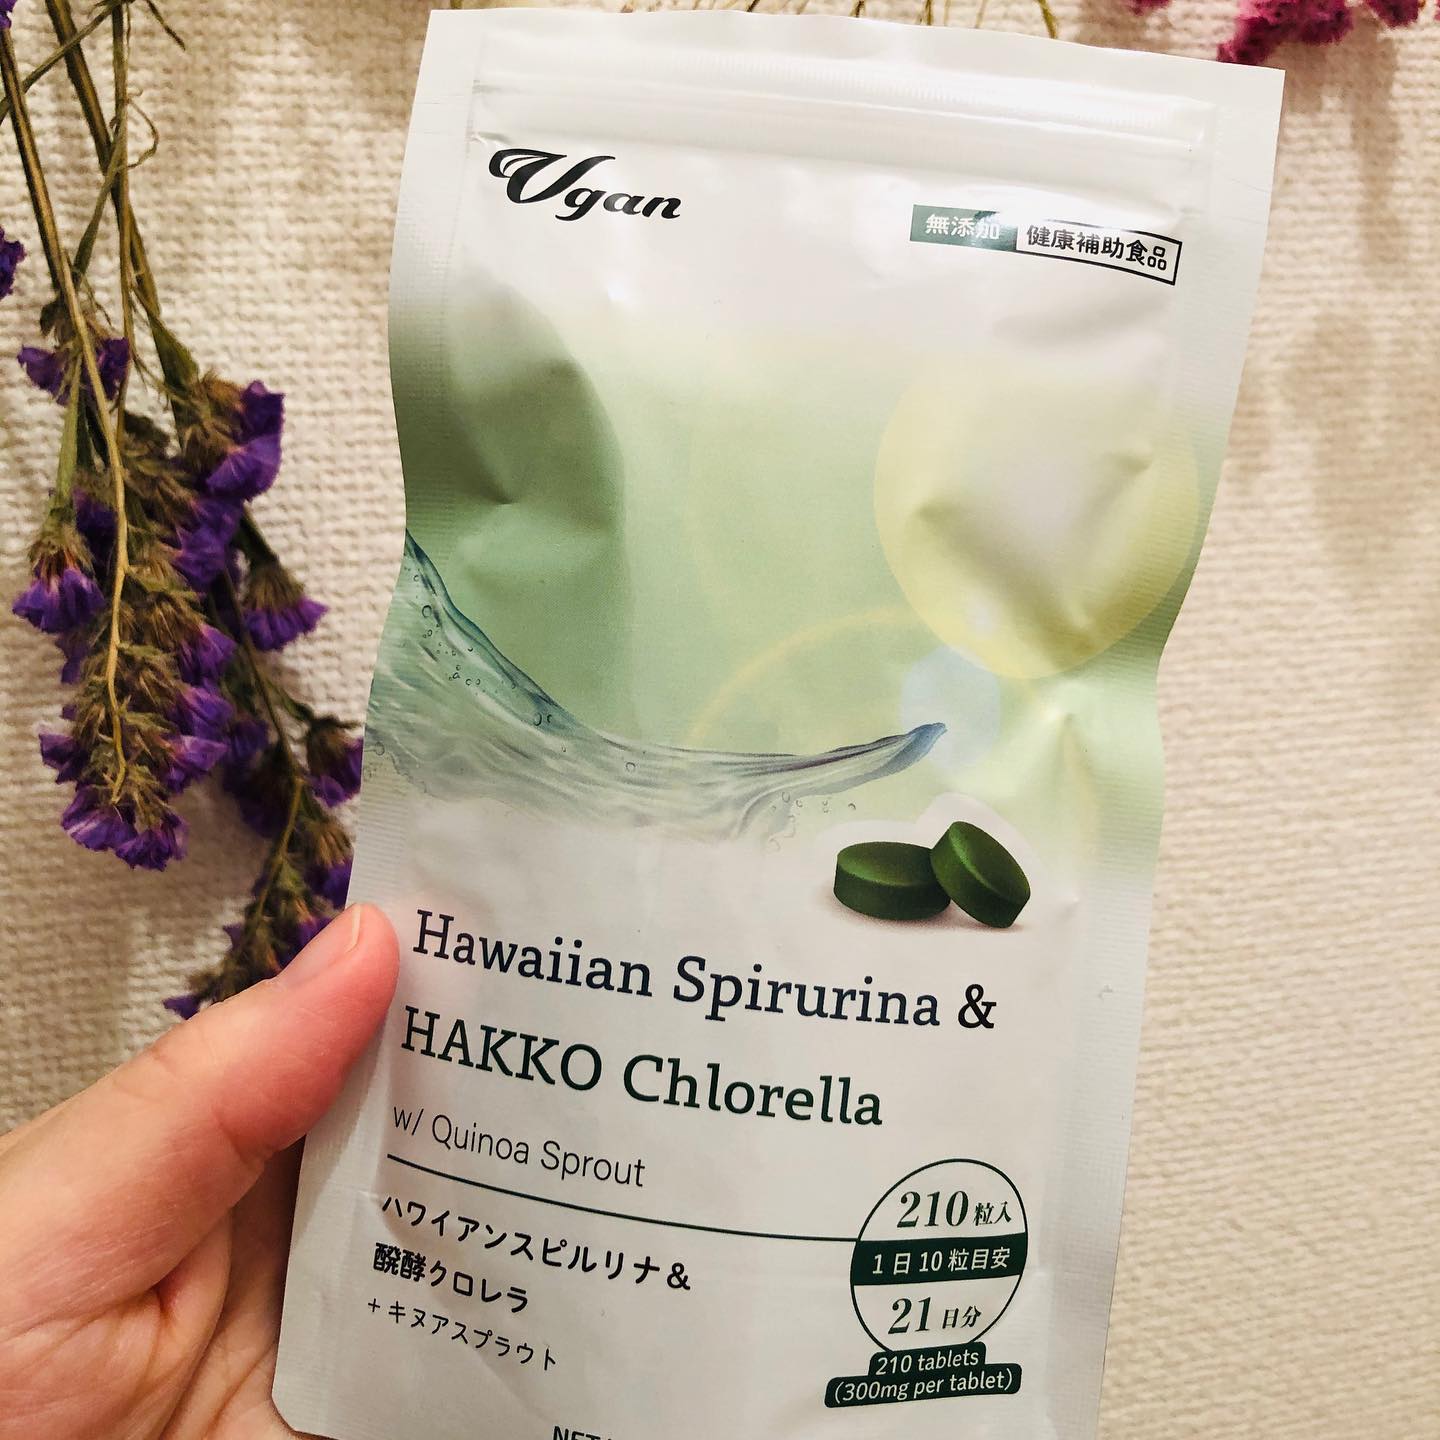 Vgan
無添加 健康補助食品
Hawaiian Spirurina &
HAKKO Chlorella
w/ Quinoa Sprout
ハワイアンスピルリナ&
醗酵クロレラ
+ キヌアスプラウト
210粒入
1日10粒目安
21日分
210 tablets
(300mg per tablet)